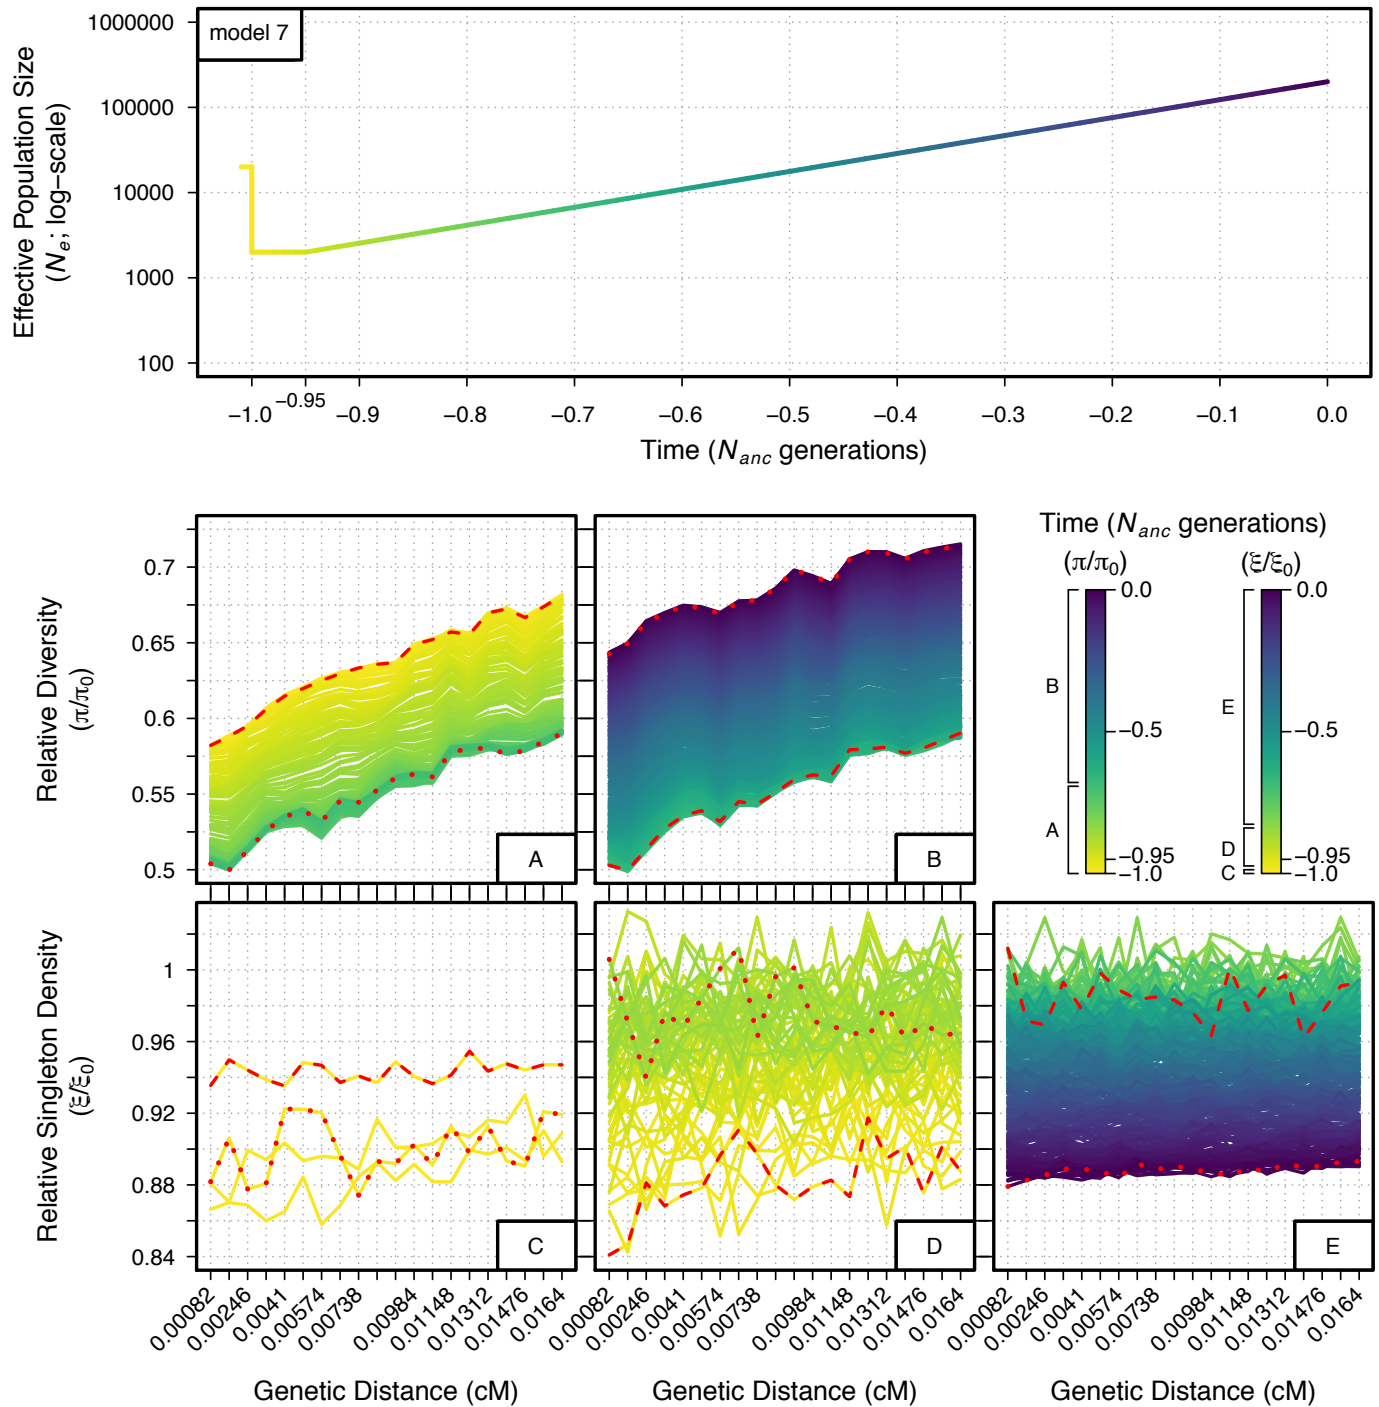 model 7
Effective Population Size
(Ne; log−scale)
1000000
100000
10000
1000
100
−1.0 −0.95 −0.9 −0.8 −0.7 −0.6 −0.5 −0.4 −0.3 −0.2 −0.1 0.0
Time (Nanc generations)
Relative Diversity
(π/π0)
0.7
0.65
0.6
0.55
0.5
A
B
Time (Nanc generations)
(π/π0) (ξ/ξ0)
0.0 0.0
B
E
−0.5 −0.5
A
D
C
−0.95 −0.95
−1.0 −1.0
Relative Singleton Density
(ξ/ξ0)
1
0.96
0.92
0.88
0.84
C
D
E
0.00082 0.00246 0.0041 0.00574 0.00738 0.00984 0.01148 0.01312 0.01476 0.0164
0.00082 0.00246 0.0041 0.00574 0.00738 0.00984 0.01148 0.01312 0.01476 0.0164
0.00082 0.00246 0.0041 0.00574 0.00738 0.00984 0.01148 0.01312 0.01476 0.0164
Genetic Distance (cM) Genetic Distance (cM) Genetic Distance (cM)